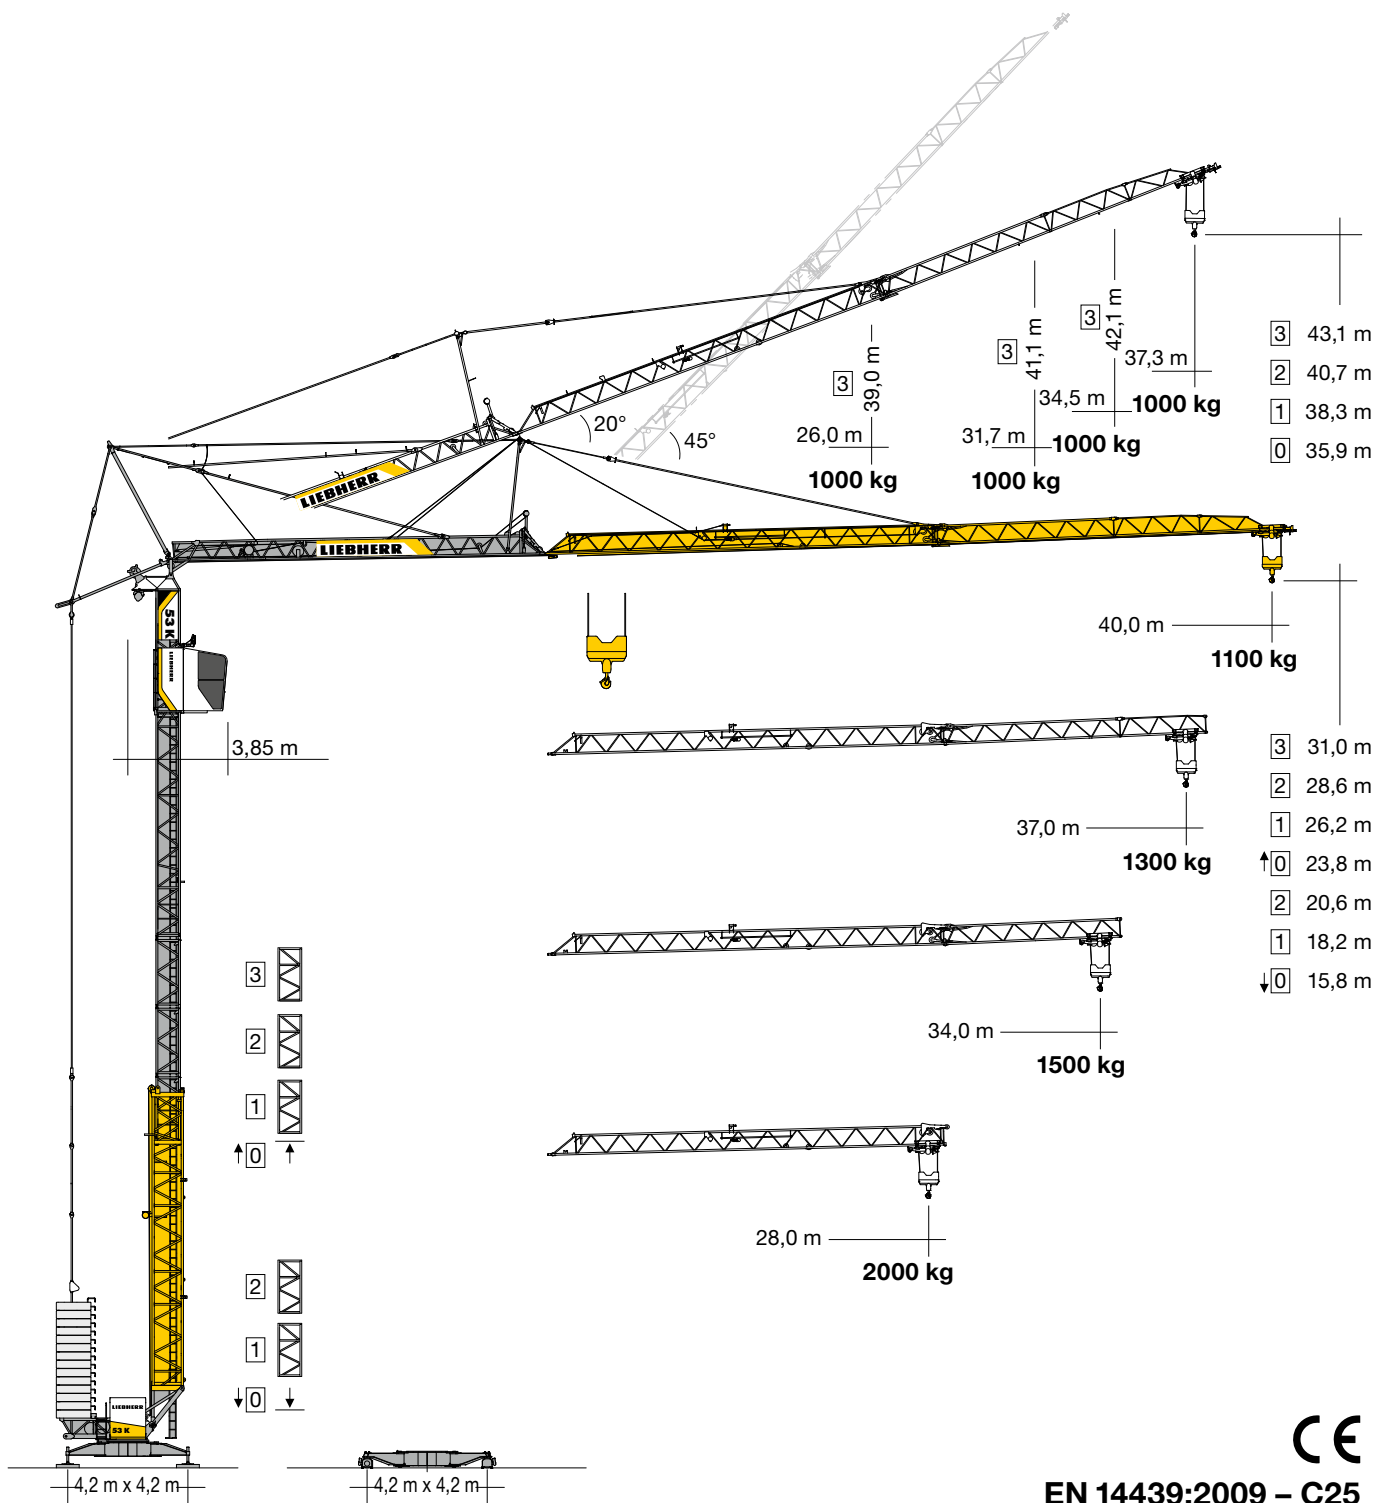 3 43,1 m
2 40,7 m
1 38,3 m
0 35,9 m
3 39,0 m
3 41,1 m
3 42,1 m
37,3 m
1000 kg
34,5 m
1000 kg
26,0 m
1000 kg
31,7 m
1000 kg
20°
45°
LIEBHERR
LIEBHERR
53 K
LIEBHERR
3,85 m
40,0 m
1100 kg
37,0 m
1300 kg
34,0 m
1500 kg
28,0 m
2000 kg
3 31,0 m
2 28,6 m
1 26,2 m
↑ 0 23,8 m
2 20,6 m
1 18,2 m
↓ 0 15,8 m
3
2
1
↑ 0 ↑
2
1
↓ 0 ↓
LIEBHERR
53 K
4,2 m x 4,2 m
4,2 m x 4,2 m
CE
EN 14439:2009 – C25